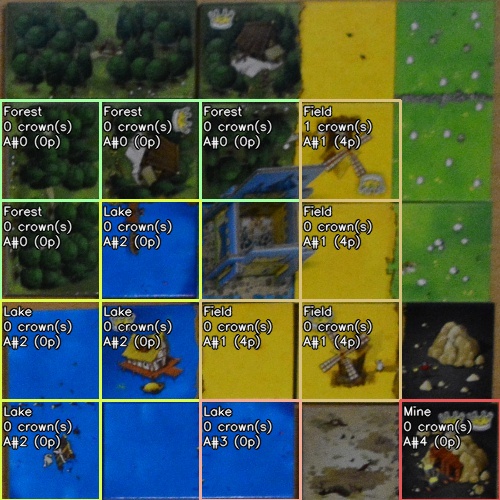 Forest
0 crown(s)
A#0 (0p)
Forest
0 crown(s)
A#0 (0p)
Forest
0 crown(s)
A#0 (0p)
Field
1 crown(s)
A#1 (4p)
Forest
0 crown(s)
A#0 (0p)
Lake
0 crown(s)
A#2 (0p)
Field
0 crown(s)
A#1 (4p)
Lake
0 crown(s)
A#2 (0p)
Lake
0 crown(s)
A#2 (0p)
Field
0 crown(s)
A#1 (4p)
Field
0 crown(s)
A#1 (4p)
Lake
0 crown(s)
A#2 (0p)
Lake
0 crown(s)
A#3 (0p)
Mine
0 crown(s)
A#4 (0p)